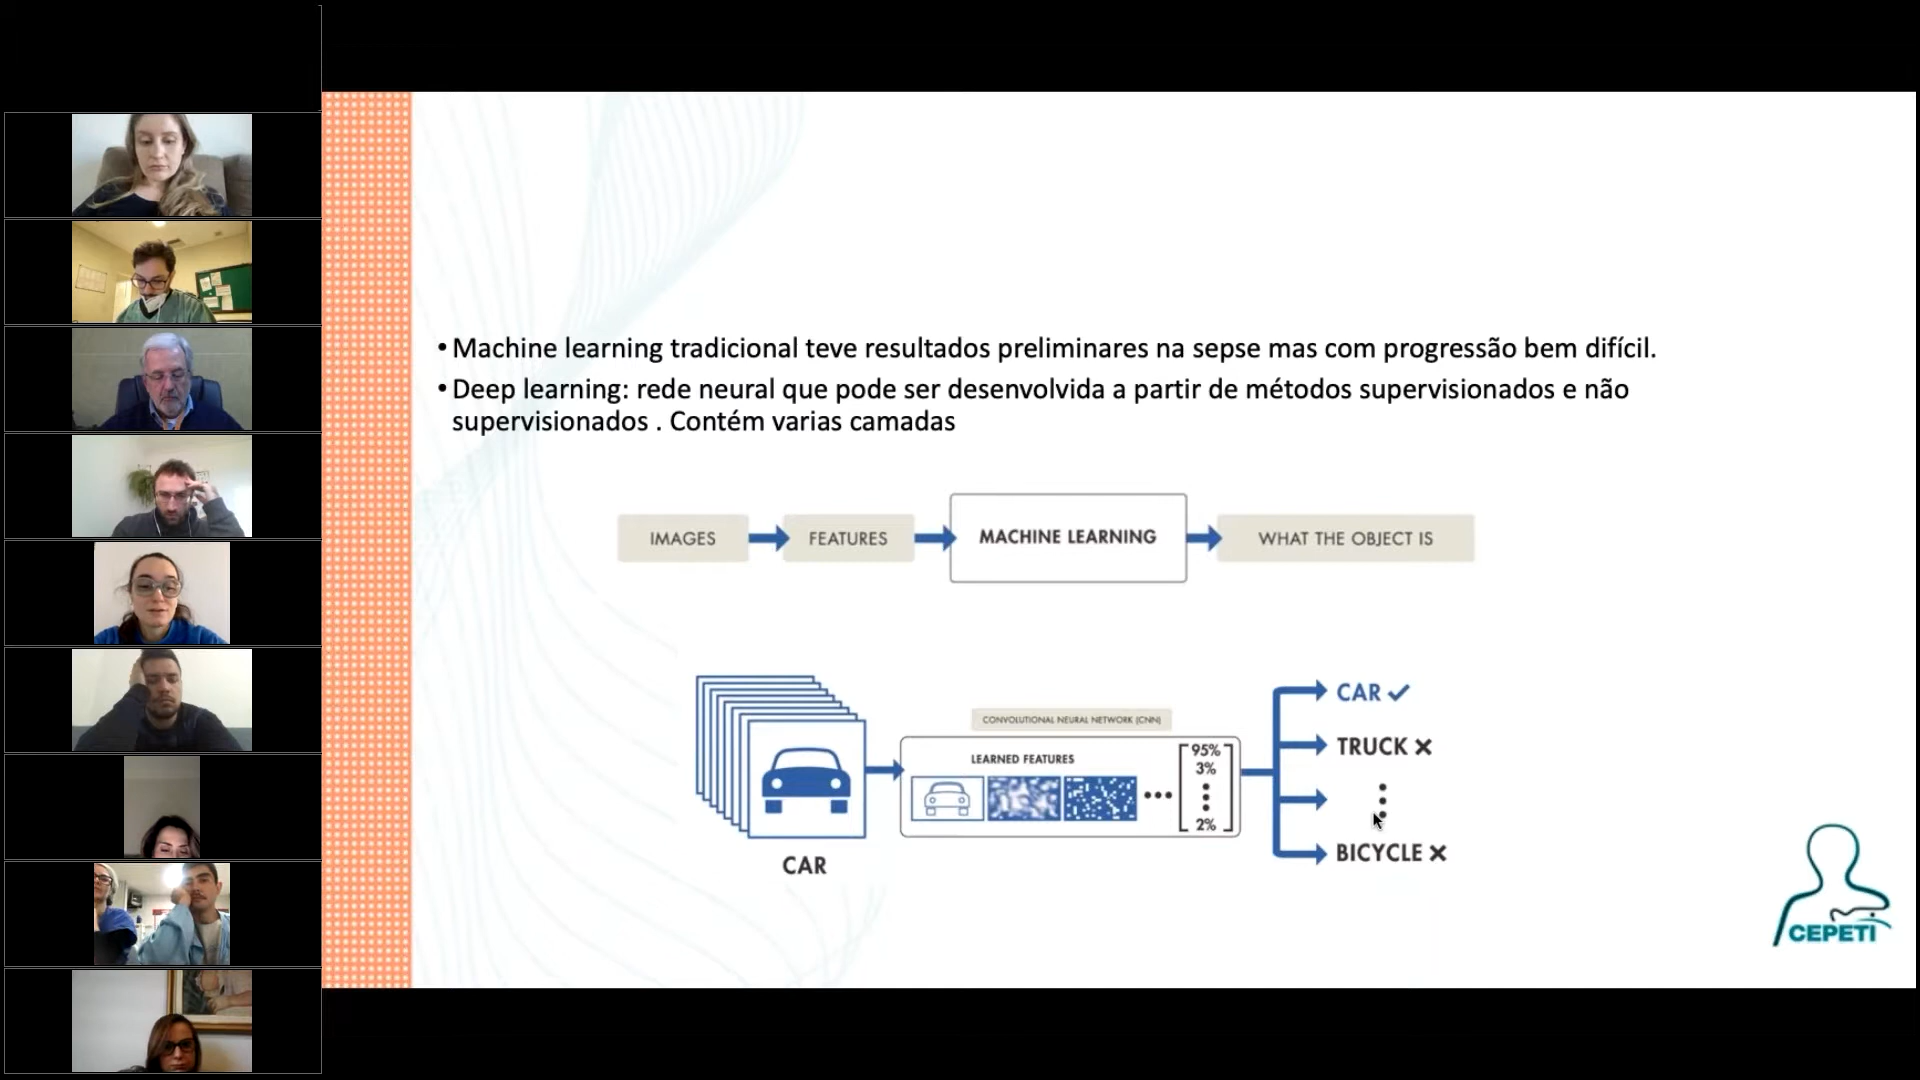 • Machine learning tradicional teve resultados preliminares na sepse mas com progressão bem difícil.
• Deep learning: rede neural que pode ser desenvolvida a partir de métodos supervisionados e não
supervisionados . Contém varias camadas
IMAGES
FEATURES
MACHINE LEARNING
WHAT THE OBJECT IS
CONVOLUTIONAL NEURAL NETWORK (CNN)
LEARNED FEATURES
95%
3%
2%
CAR
CAR
TRUCK
BICYCLE
CEPETI